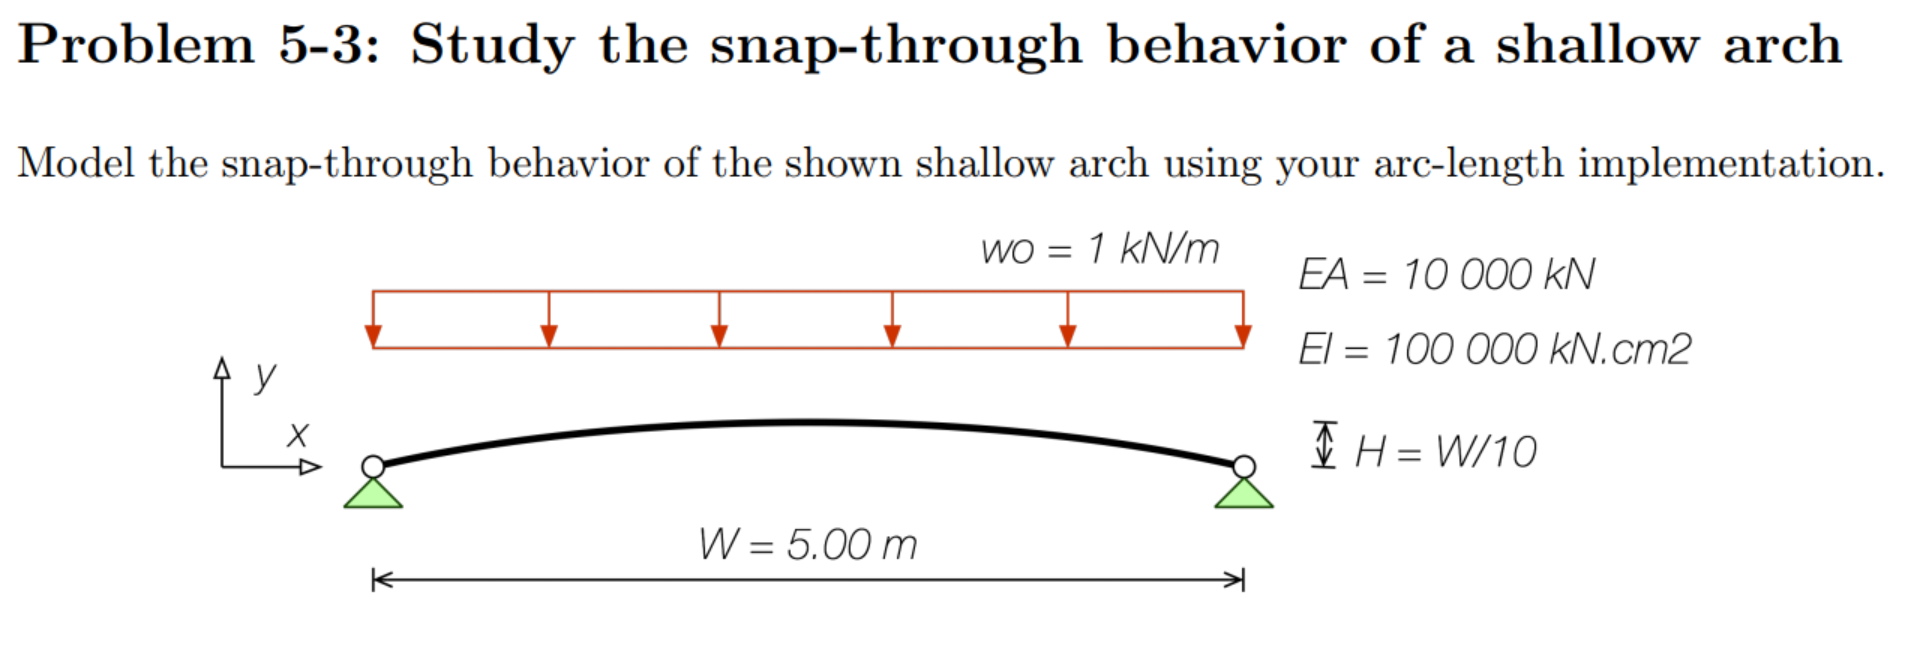 Problem 5-3: Study the snap-through behavior of a shallow arch
Model the snap-through behavior of the shown shallow arch using your arc-length implementation.
wo = 1 kN/m
EA = 10 000 kN
EI = 100 000 kN.cm2
y
x
H = W/10
W = 5.00 m